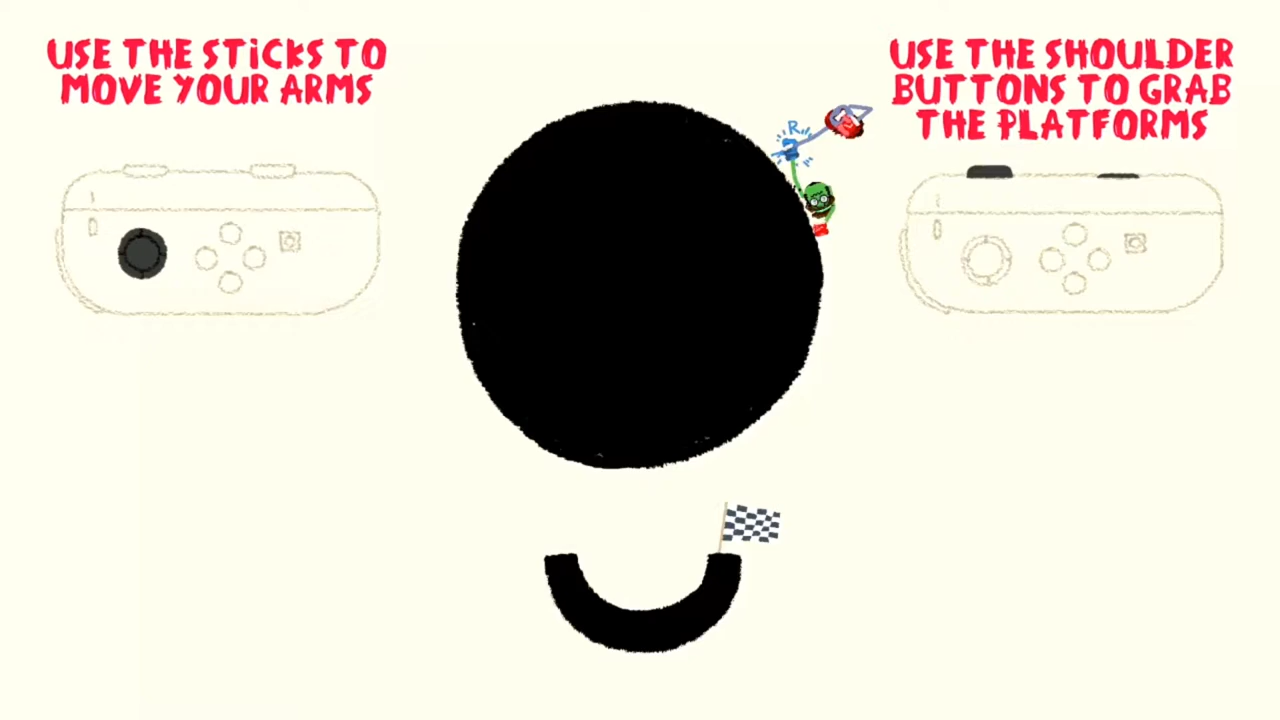 USE THE STiCKS TO
MOVE YOUR ARMS
USE THE SHOULDER
BUTTONS TO GRAB
THE PLATFORMS
R